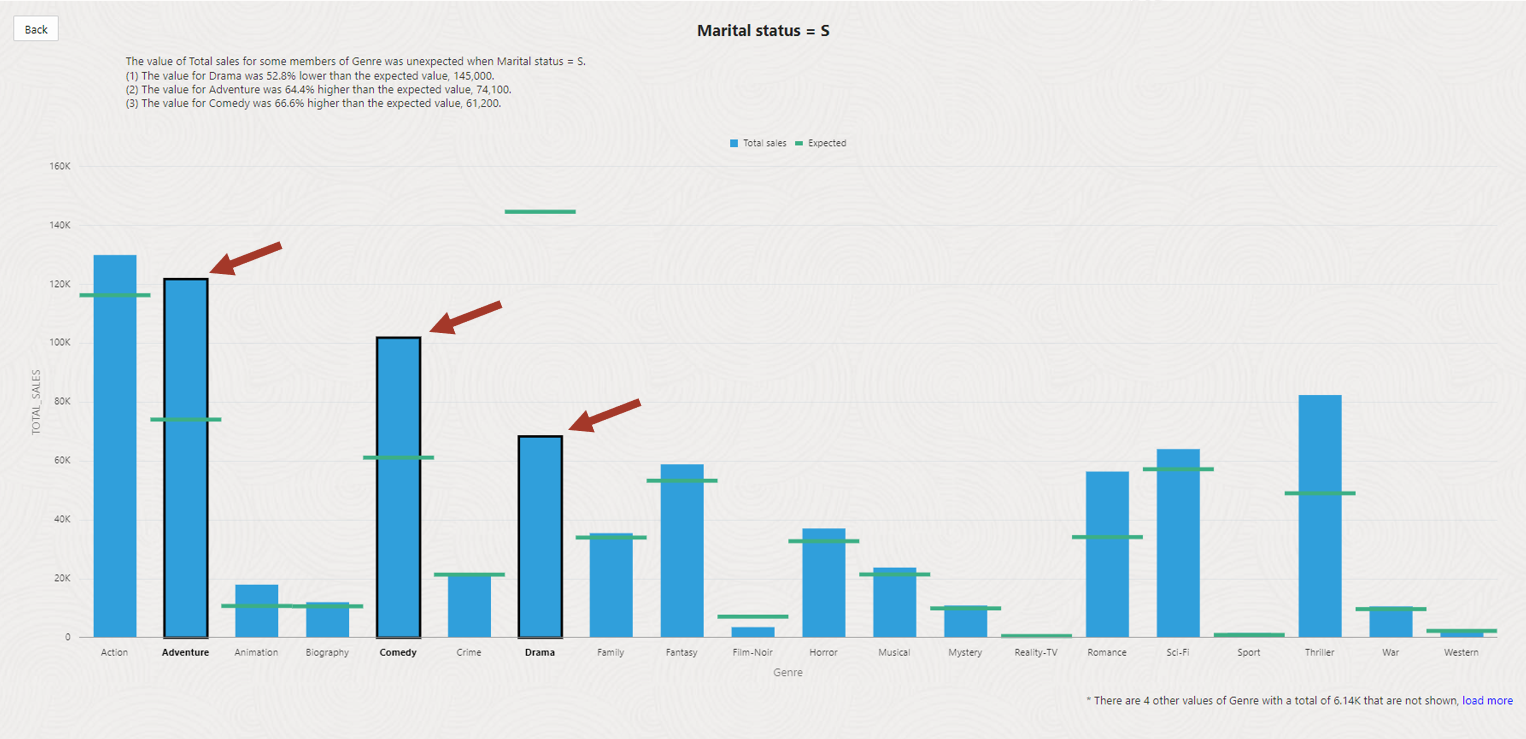 Back
Marital status = S
The value of Total sales for some members of Genre was unexpected when Marital status = S.
(1) The value for Drama was 52.8% lower than the expected value, 145,000.
(2) The value for Adventure was 64.4% higher than the expected value, 74,100.
(3) The value for Comedy was 66.6% higher than the expected value, 61,200.
Total sales Expected
160K
140K
120K
100K
80K
60K
40K
20K
0
TOTAL_SALES
Action Adventure Animation Biography Comedy Crime Drama Family Fantasy Film-Noir Horror Musical Mystery Reality-TV Romance Sci-Fi Sport Thriller War Western
Genre
* There are 4 other values of Genre with a total of 6.14K that are not shown, load more